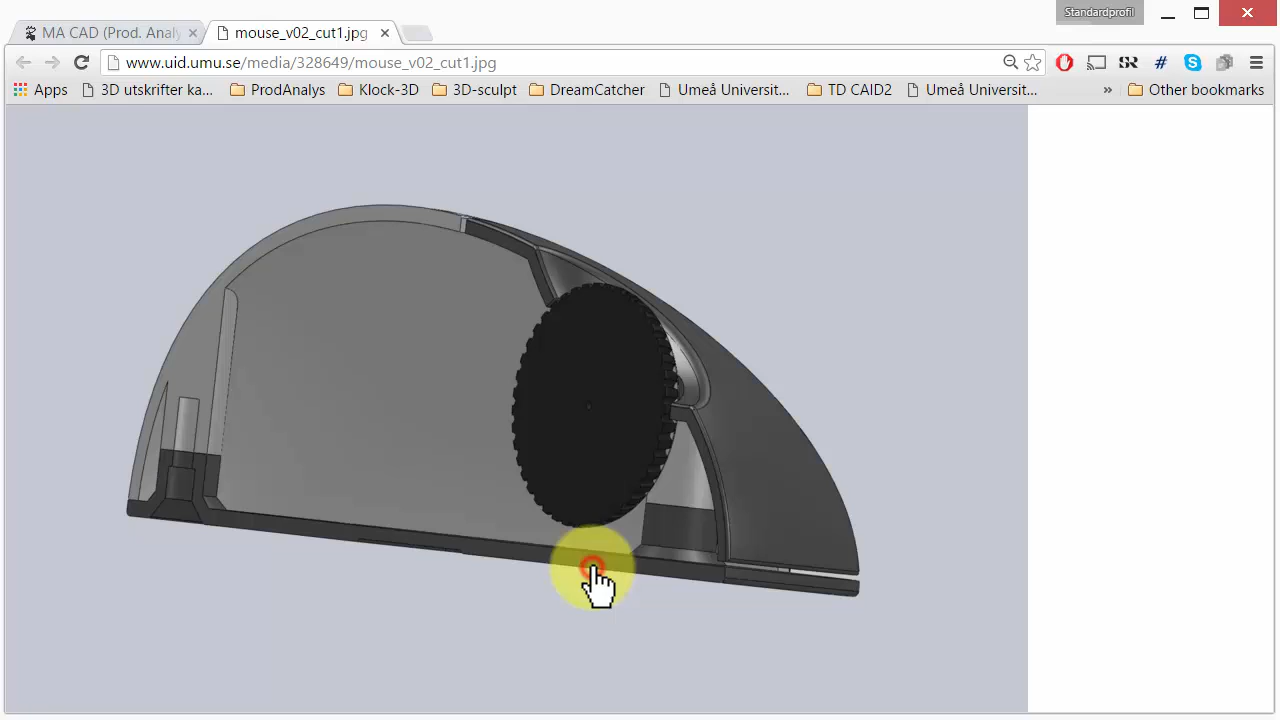 Standardprofil
MA CAD (Prod. Analy
mouse_v02_cut1.jpg
www.uid.umu.se/media/328649/mouse_v02_cut1.jpg
Apps
3D utskrifter ka...
ProdAnalys
Klock-3D
3D-sculpt
DreamCatcher
Umeå Universit...
TD CAID2
Umeå Universit...
»
Other bookmarks